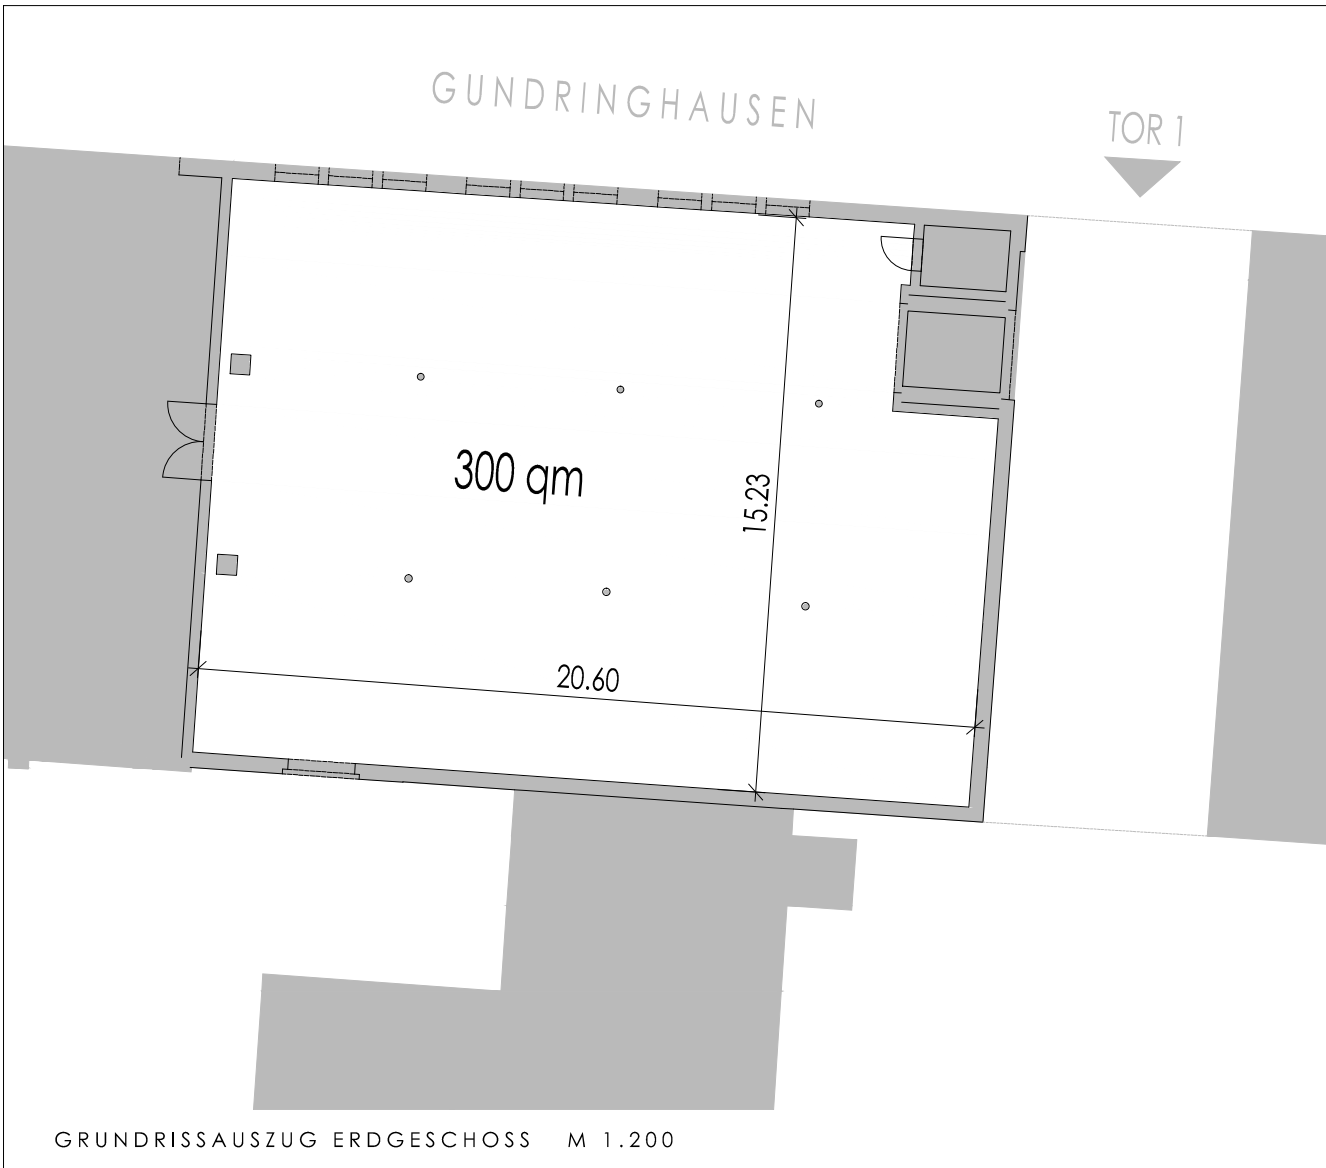 GUNDRINGHAUSEN
TOR 1
300 qm
15.23
20.60
GRUNDRISSAUSZUG ERDGESCHOSS M 1.200